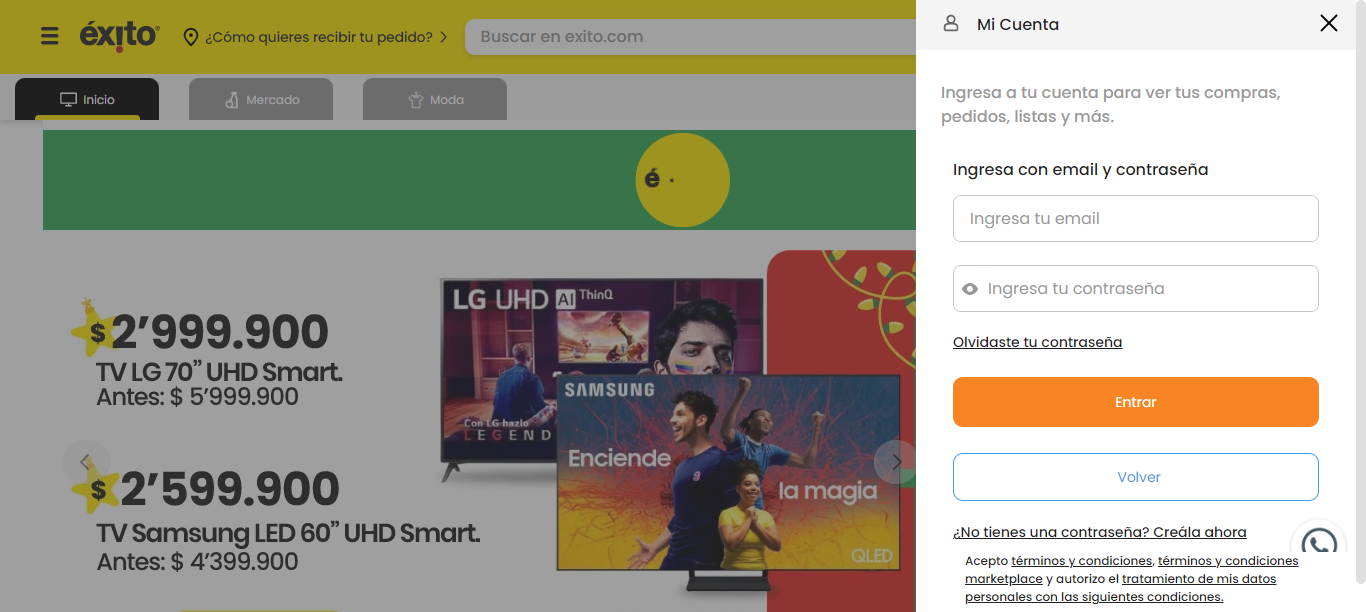 éxito
¿Cómo quieres recibir tu pedido?
Buscar en exito.com
Inicio
Mercado
Moda
é
$2’999.900
TV LG 70” UHD Smart.
Antes: $ 5’999.900
$2’599.900
TV Samsung LED 60” UHD Smart.
Antes: $ 4’399.900
LG UHD AI ThinQ
Con LG hazlo
LEGEND
SAMSUNG
Enciende
la magia
QLED
Mi Cuenta
Ingresa a tu cuenta para ver tus compras,
pedidos, listas y más.
Ingresa con email y contraseña
Ingresa tu email
Ingresa tu contraseña
Olvidaste tu contraseña
Entrar
Volver
¿No tienes una contraseña? Creála ahora
Acepto términos y condiciones, términos y condiciones
marketplace y autorizo el tratamiento de mis datos
personales con las siguientes condiciones.